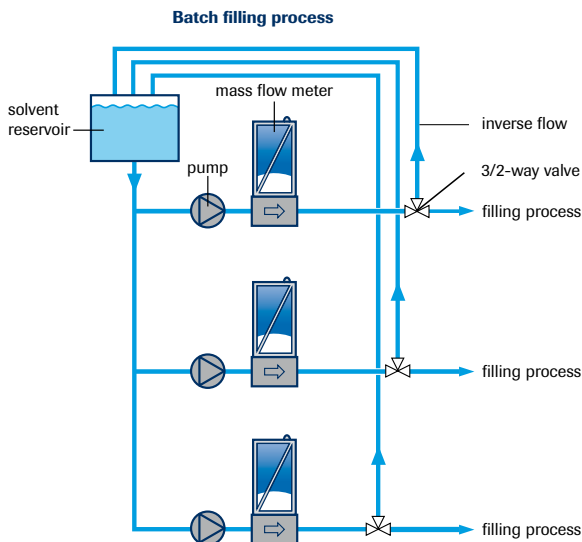 Batch filling process
mass flow meter
solvent
reservoir
inverse flow
pump
3/2-way valve
filling process
filling process
filling process